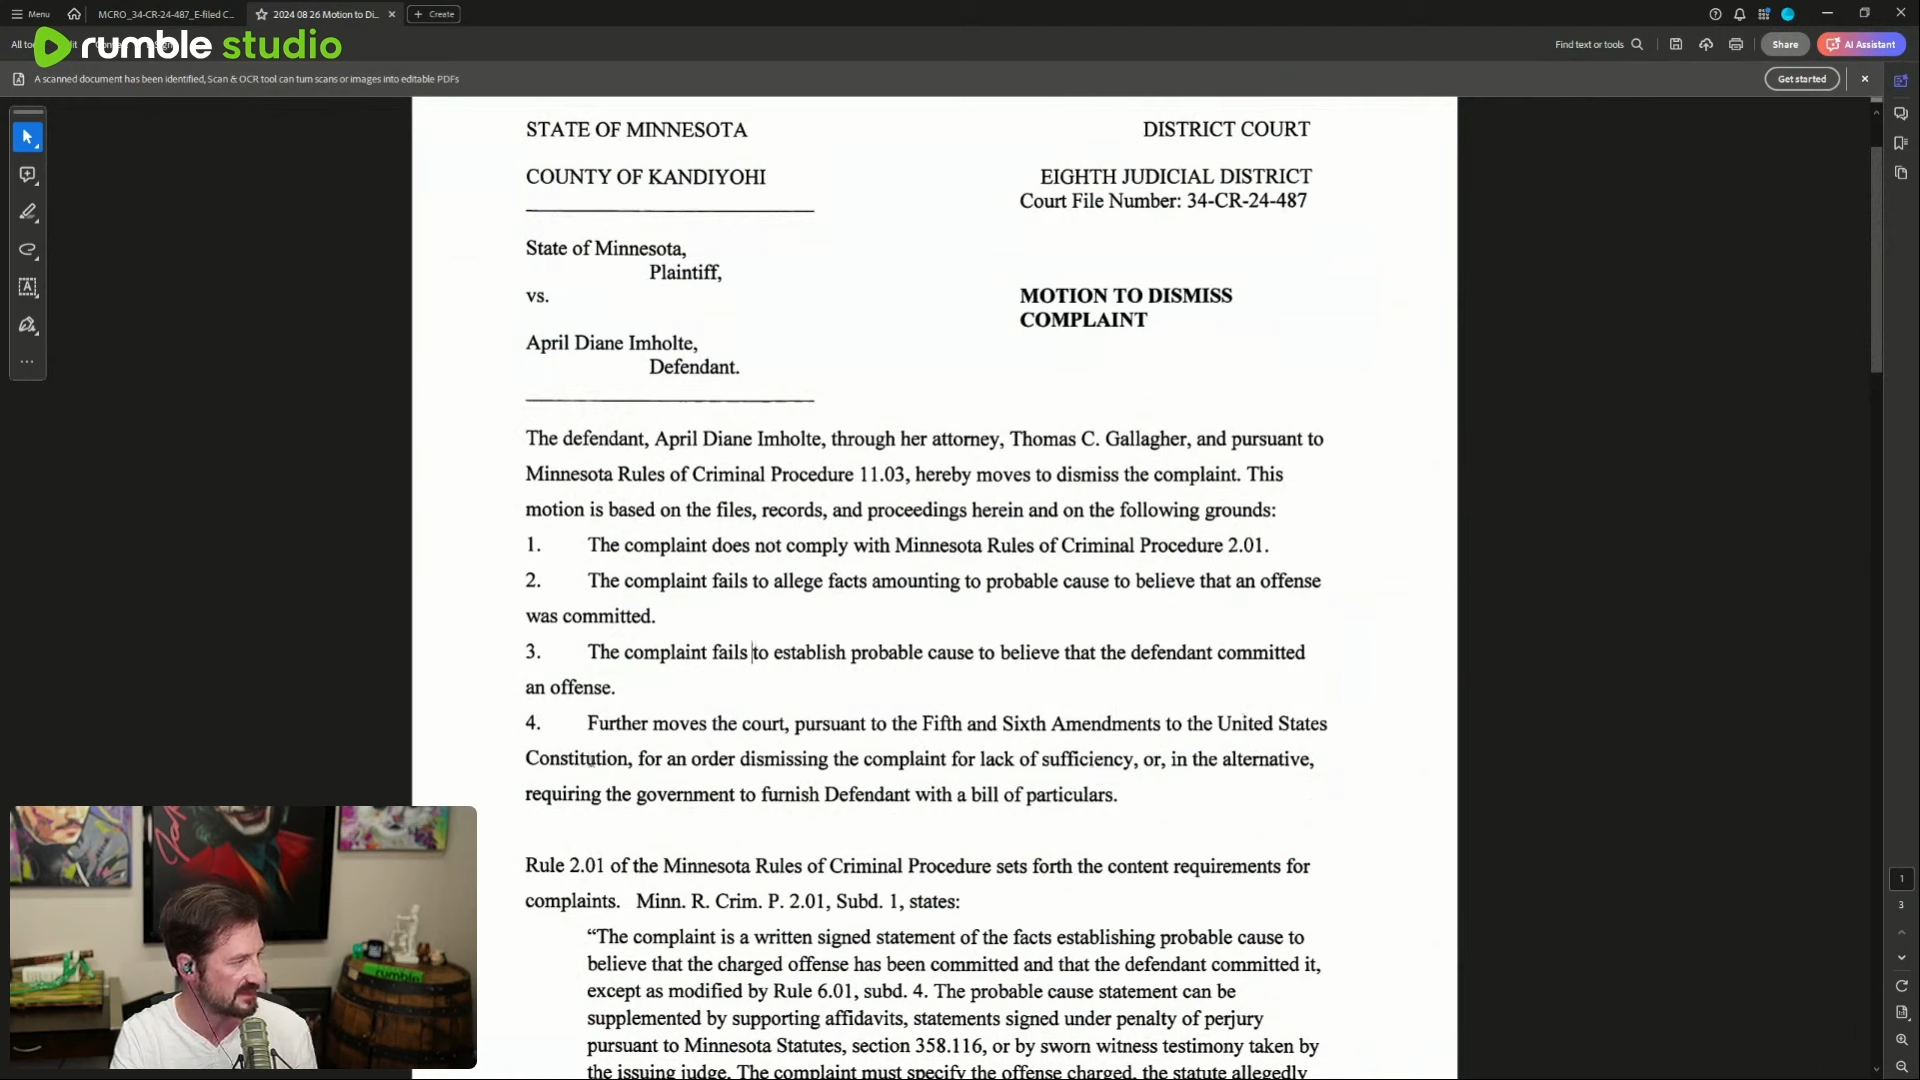 Menu
MCRO_34-CR-24-487_E-filed C...
2024 08 26 Motion to Di...
Create
rumble studio
Find text or tools
Share
AI Assistant
A scanned document has been identified, Scan & OCR tool can turn scans or images into editable PDFs
Get started
STATE OF MINNESOTA
DISTRICT COURT
COUNTY OF KANDIYOHI
EIGHTH JUDICIAL DISTRICT
Court File Number: 34-CR-24-487
State of Minnesota,
Plaintiff,
vs.
MOTION TO DISMISS
COMPLAINT
April Diane Imholte,
Defendant.
The defendant, April Diane Imholte, through her attorney, Thomas C. Gallagher, and pursuant to
Minnesota Rules of Criminal Procedure 11.03, hereby moves to dismiss the complaint. This
motion is based on the files, records, and proceedings herein and on the following grounds:
1. The complaint does not comply with Minnesota Rules of Criminal Procedure 2.01.
2. The complaint fails to allege facts amounting to probable cause to believe that an offense
was committed.
3. The complaint fails to establish probable cause to believe that the defendant committed
an offense.
4. Further moves the court, pursuant to the Fifth and Sixth Amendments to the United States
Constitution, for an order dismissing the complaint for lack of sufficiency, or, in the alternative,
requiring the government to furnish Defendant with a bill of particulars.
Rule 2.01 of the Minnesota Rules of Criminal Procedure sets forth the content requirements for
complaints. Minn. R. Crim. P. 2.01, Subd. 1, states:
“The complaint is a written signed statement of the facts establishing probable cause to
believe that the charged offense has been committed and that the defendant committed it,
except as modified by Rule 6.01, subd. 4. The probable cause statement can be
supplemented by supporting affidavits, statements signed under penalty of perjury
pursuant to Minnesota Statutes, section 358.116, or by sworn witness testimony taken by
the issuing judge. The complaint must specify the offense charged, the statute allegedly
1
3
rumble